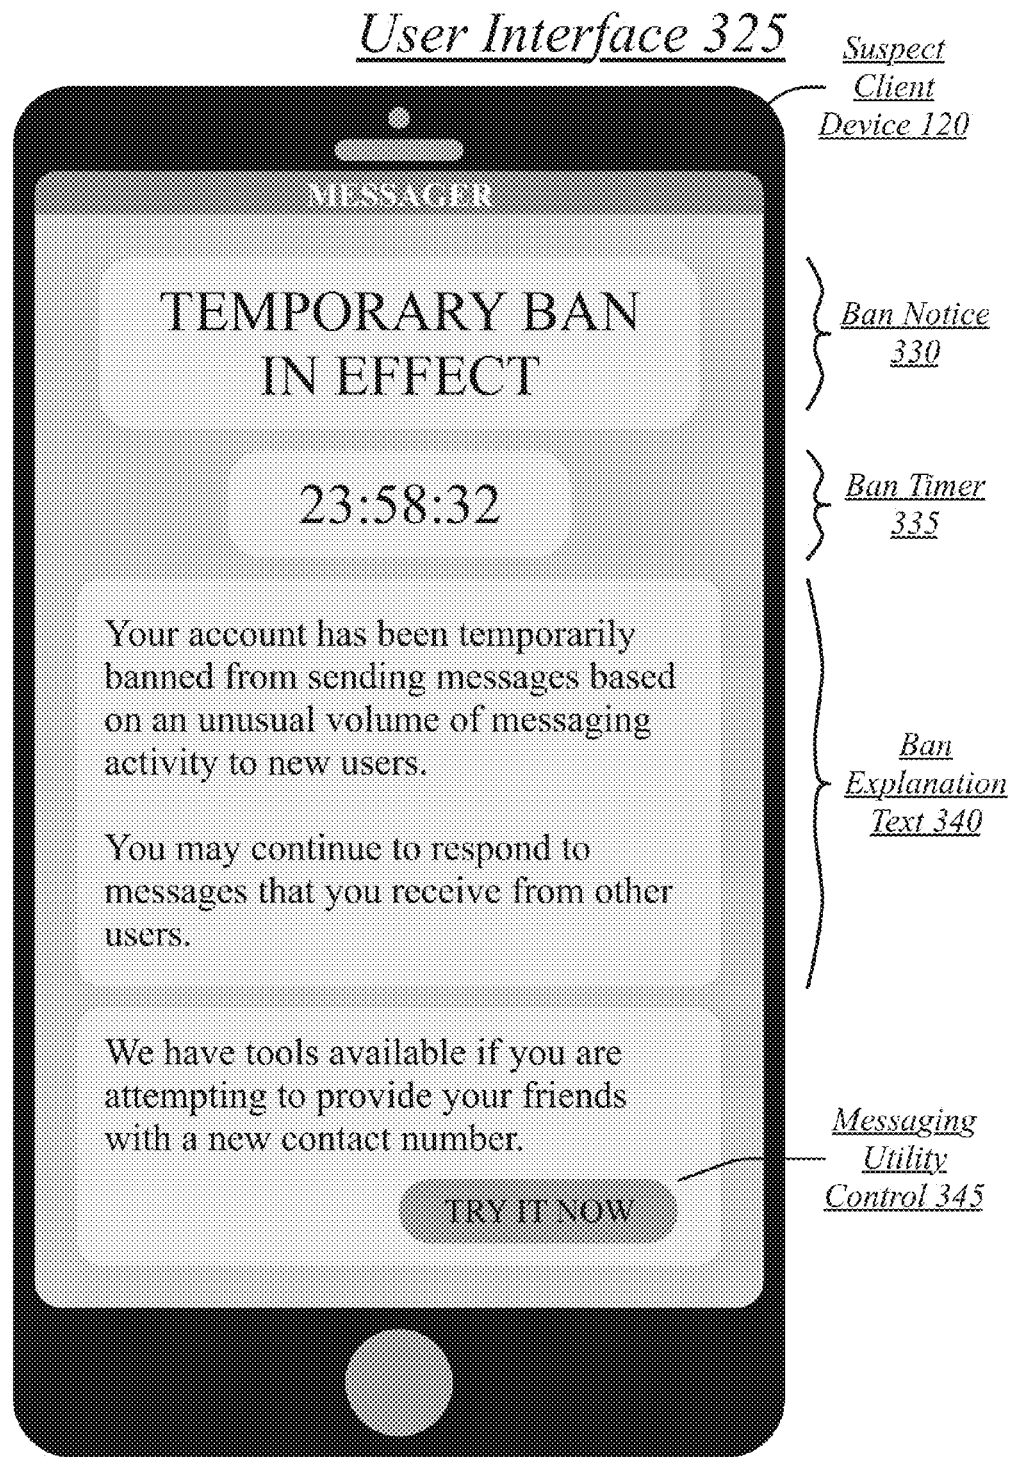 User Interface 325
Suspect
Client
Device 120
MESSAGER
TEMPORARY BAN
IN EFFECT
Ban Notice
330
23:58:32
Ban Timer
335
Your account has been temporarily
banned from sending messages based
on an unusual volume of messaging
activity to new users.
You may continue to respond to
messages that you receive from other
users.
Ban
Explanation
Text 340
We have tools available if you are
attempting to provide your friends
with a new contact number.
TRY IT NOW
Messaging
Utility
Control 345